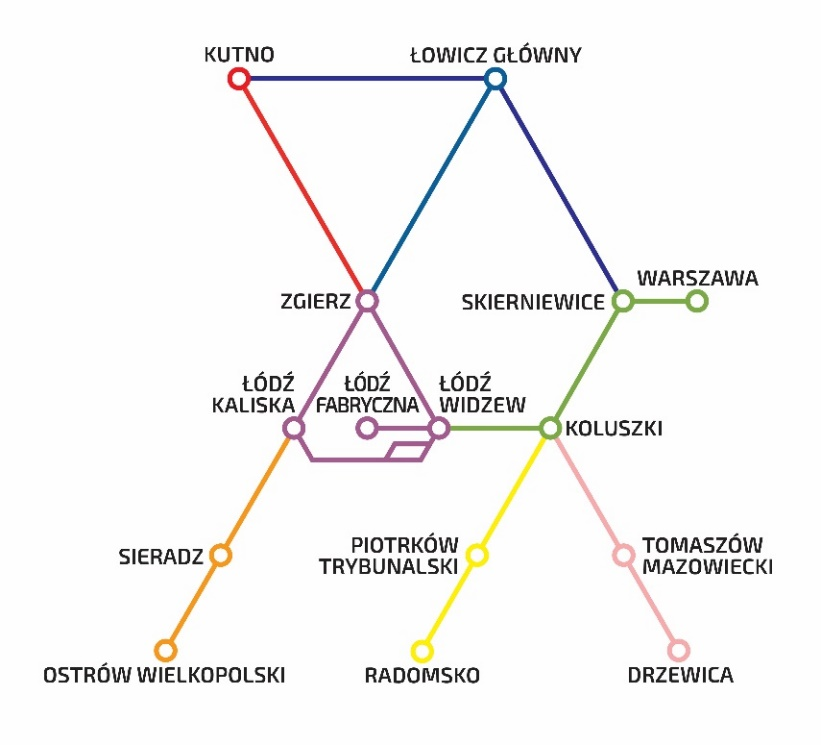 KUTNO
ŁOWICZ GŁÓWNY
ZGIERZ
SKIERNIEWICE
WARSZAWA
ŁÓDŹ
KALISKA
ŁÓDŹ
FABRYCZNA
ŁÓDŹ
WIDZEW
KOLUSZKI
SIERADZ
PIOTRKÓW
TRYBUNALSKI
TOMASZÓW
MAZOWIECKI
OSTRÓW WIELKOPOLSKI
RADOMSKO
DRZEWICA